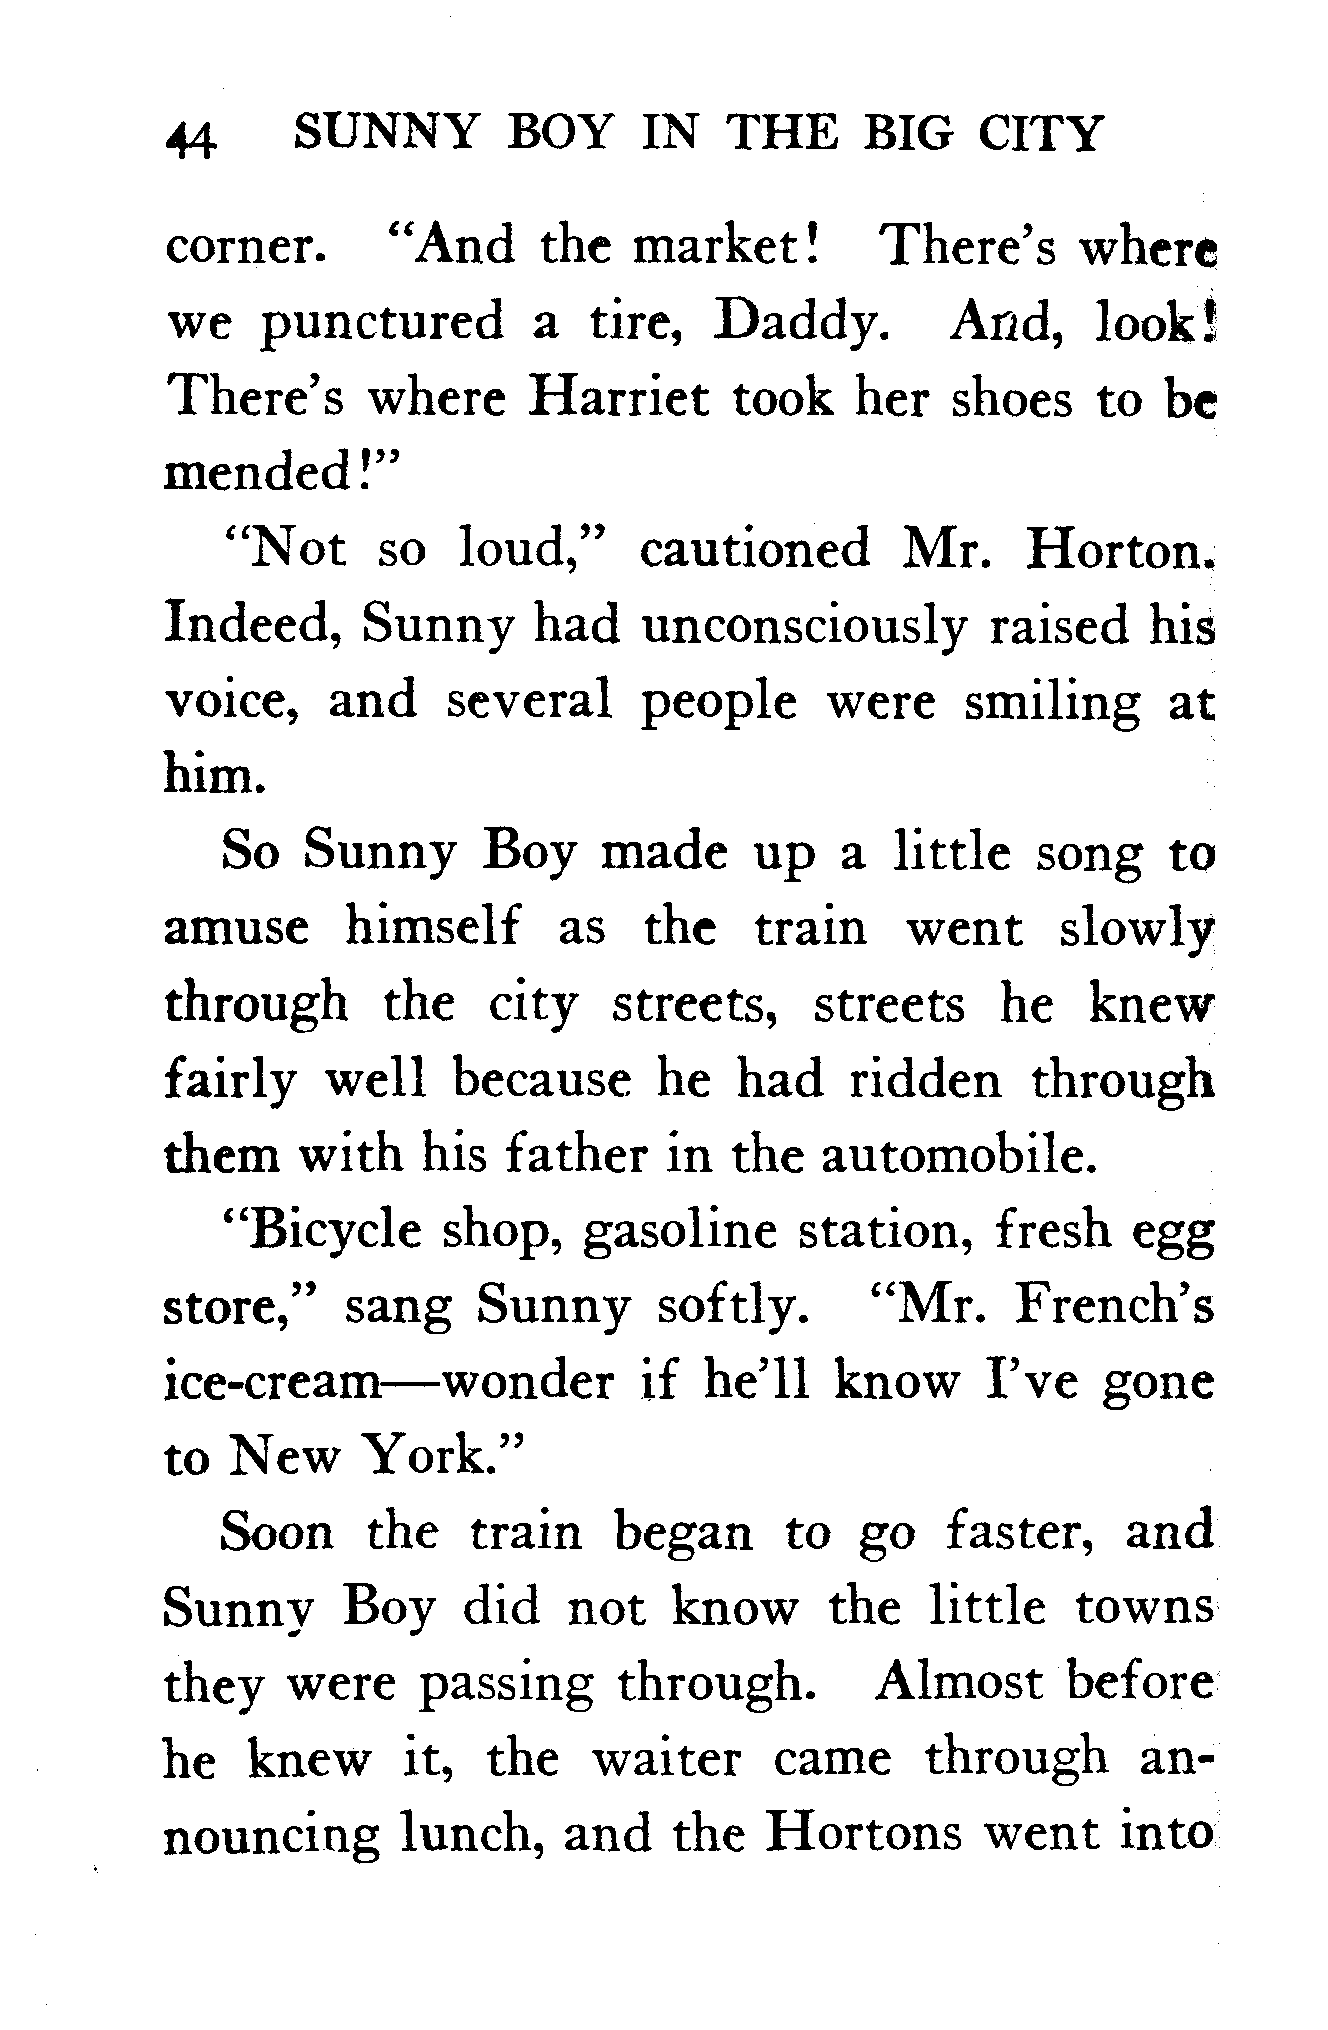 44 SUNNY BOY IN THE BIG CITY
corner. "And the market! There's where
we punctured a tire, Daddy. And, look!
There's where Harriet took her shoes to be
mended!"
"Not so loud," cautioned Mr. Horton.
Indeed, Sunny had unconsciously raised his
voice, and several people were smiling at
him.
So Sunny Boy made up a little song to
amuse himself as the train went slowly
through the city streets, streets he knew
fairly well because he had ridden through
them with his father in the automobile.
"Bicycle shop, gasoline station, fresh egg
store," sang Sunny softly. "Mr. French's
ice-cream—wonder if he'll know I've gone
to New York."
Soon the train began to go faster, and
Sunny Boy did not know the little towns
they were passing through. Almost before
he knew it, the waiter came through an-
nouncing lunch, and the Hortons went into